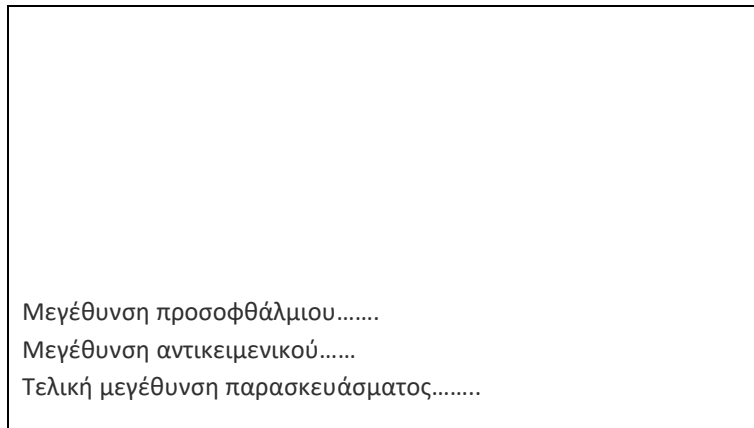 Μεγέθυνση προσοφθάλμιου…….
Μεγέθυνση αντικειμενικού……
Τελική μεγέθυνση παρασκευάσματος……..